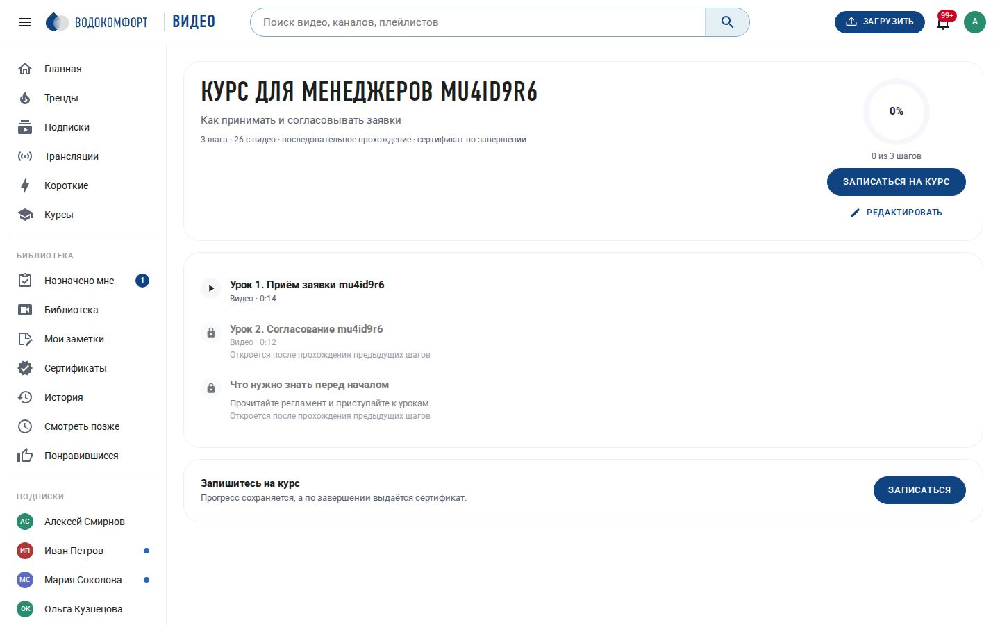 ВОДОКОМФОРТ
ВИДЕО
Поиск видео, каналов, плейлистов
ЗАГРУЗИТЬ
99+
А
Главная
Тренды
Подписки
Трансляции
Короткие
Курсы
БИБЛИОТЕКА
Назначено мне
1
Библиотека
Мои заметки
Сертификаты
История
Смотреть позже
Понравившиеся
ПОДПИСКИ
АС Алексей Смирнов
ИП Иван Петров
МС Мария Соколова
ОК Ольга Кузнецова
КУРС ДЛЯ МЕНЕДЖЕРОВ MU4ID9R6
Как принимать и согласовывать заявки
3 шага · 26 с видео · последовательное прохождение · сертификат по завершении
0%
0 из 3 шагов
ЗАПИСАТЬСЯ НА КУРС
РЕДАКТИРОВАТЬ
Урок 1. Приём заявки mu4id9r6
Видео · 0:14
Урок 2. Согласование mu4id9r6
Видео · 0:12
Откроется после прохождения предыдущих шагов
Что нужно знать перед началом
Прочитайте регламент и приступайте к урокам.
Откроется после прохождения предыдущих шагов
Запишитесь на курс
Прогресс сохраняется, а по завершении выдаётся сертификат.
ЗАПИСАТЬСЯ